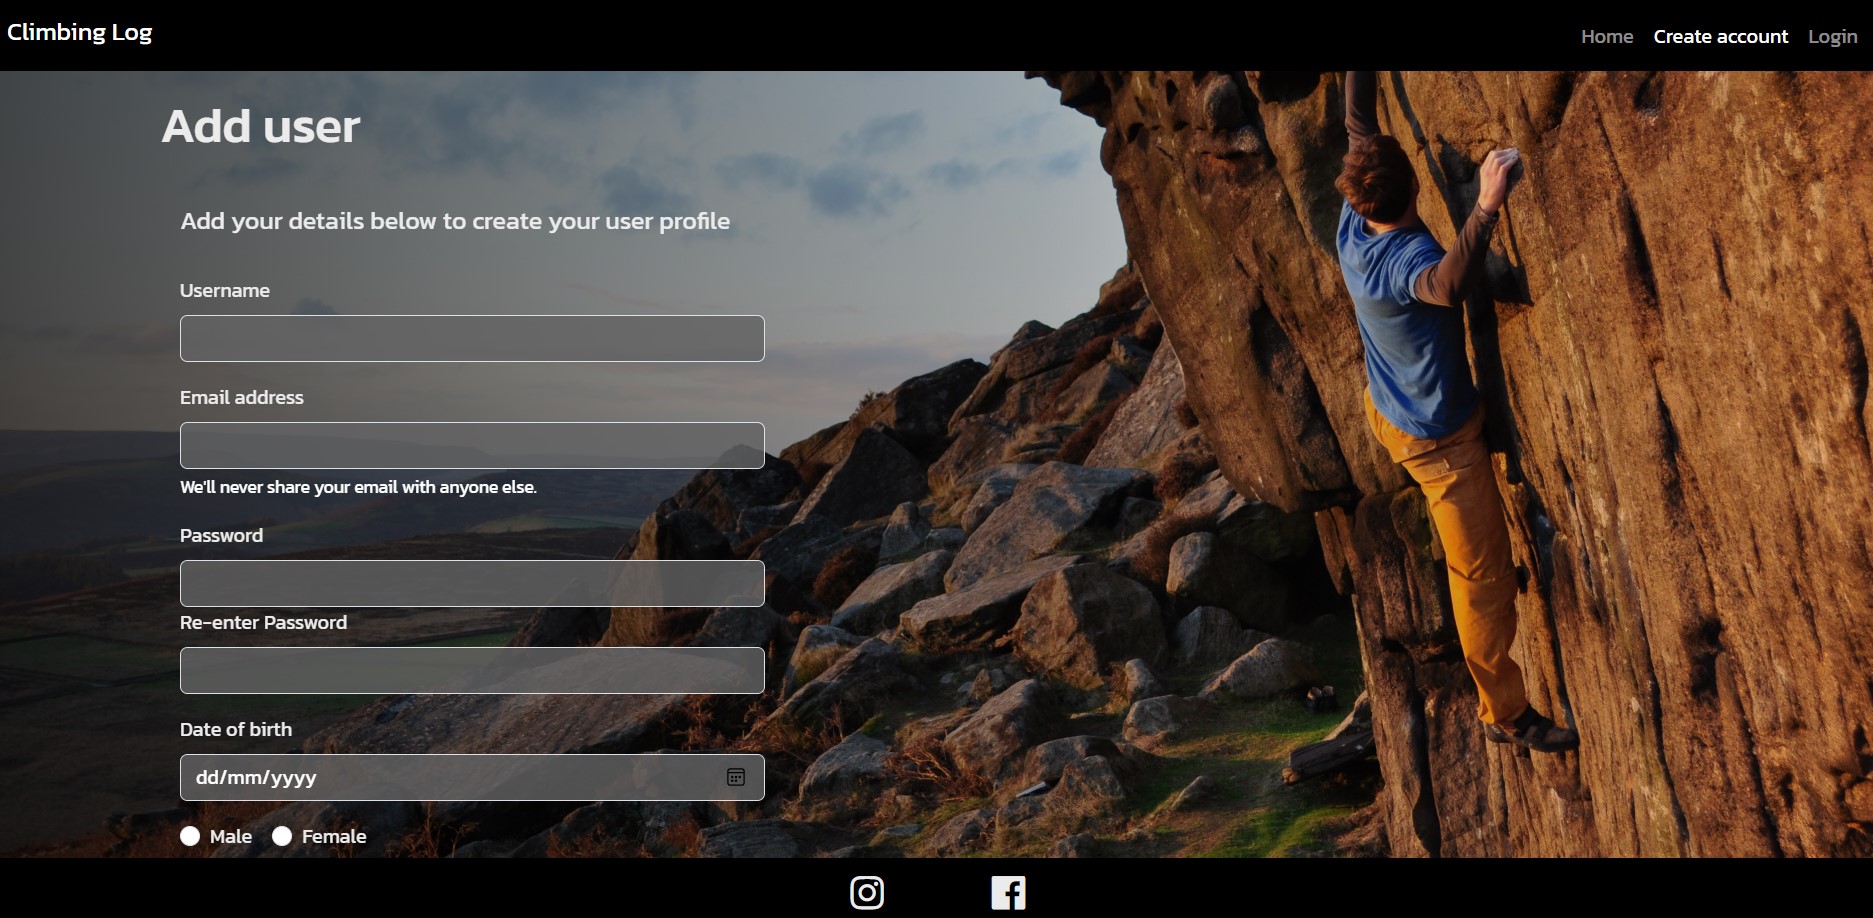 Climbing Log
Home Create account Login
Add user
Add your details below to create your user profile
Username
Email address
We'll never share your email with anyone else.
Password
Re-enter Password
Date of birth
dd/mm/yyyy
Male Female